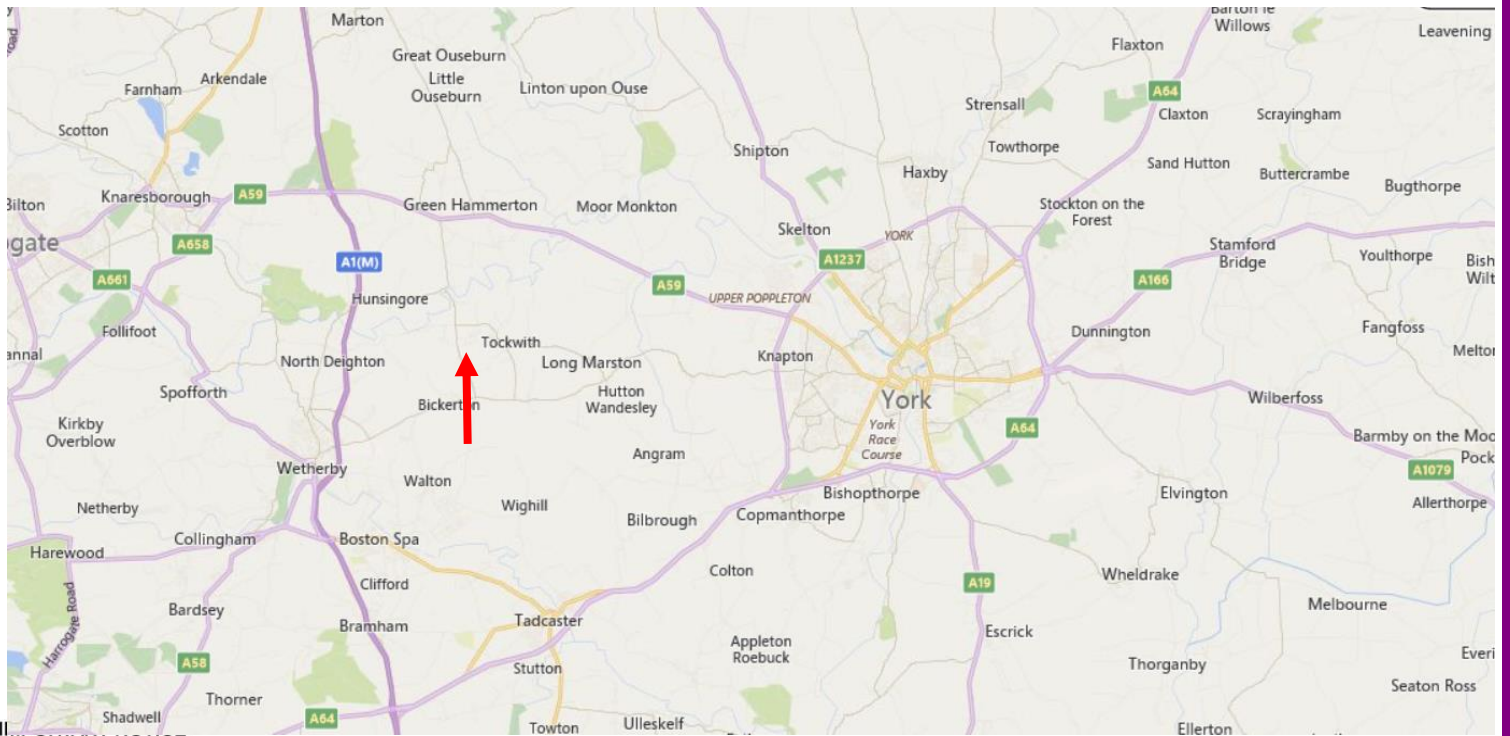 Marton
Barton le
Willows
Leavening
Great Ouseburn
Flaxton
Little
Ouseburn
Arkendale
Farnham
Linton upon Ouse
A64
Strensall
Claxton
Scrayingham
Scotton
Towthorpe
Shipton
Haxby
Sand Hutton
Buttercrambe
Bugthorpe
Knaresborough
A59
Bilton
Green Hammerton
Moor Monkton
Stockton on the
Forest
Skelton
YORK
gate
A658
Stamford
Bridge
Youlthorpe
Bish
Wilt
A1(M)
A1237
A661
A59
A166
Hunsingore
UPPER POPPLETON
Follifoot
Dunnington
Fangfoss
Tockwith
annal
North Deighton
Long Marston
Knapton
Melton
Spofforth
Hutton
Wandesley
Bickerton
York
Wilberfoss
Kirkby
Overblow
York
Race
Course
A64
Barmby on the Moo
Angram
Wetherby
A1079
Pock
Walton
Bishopthorpe
Elvington
Netherby
Wighill
Allerthorpe
Bilbrough
Copmanthorpe
Collingham
Boston Spa
Harewood
Colton
A19
Wheldrake
Clifford
Harrogate Road
Bardsey
Melbourne
Tadcaster
Bramham
Escrick
Appleton
Roebuck
A58
Stutton
Thorganby
Everi
Thorner
Seaton Ross
Shadwell
A64
Towton
Ulleskelf
Ellerton